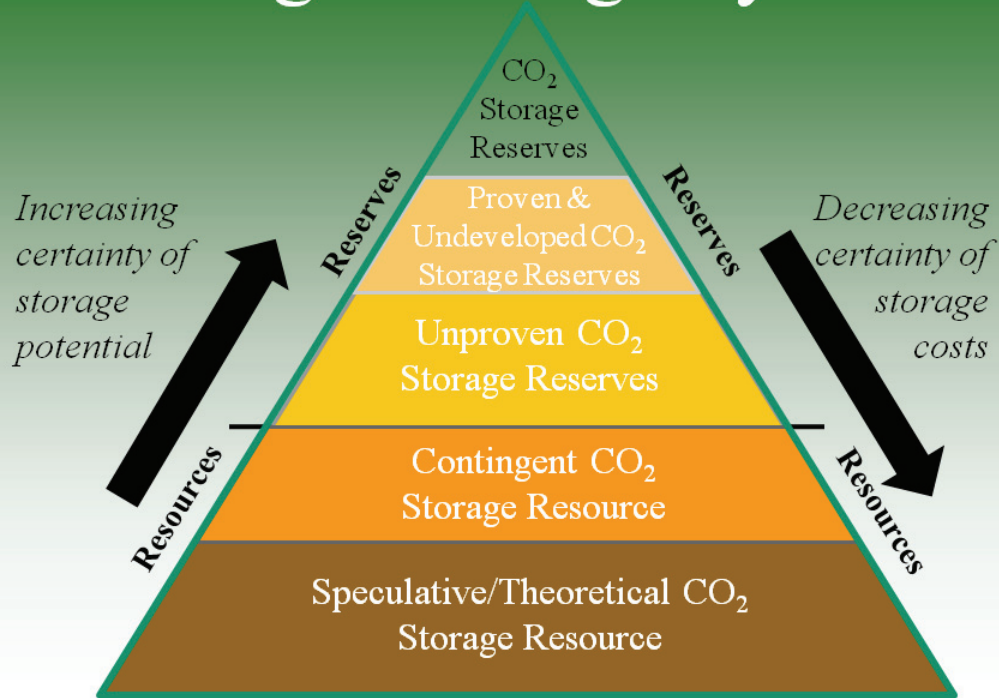 CO₂
Storage
Reserves
Reserves
Reserves
Increasing
certainty of
storage
potential
Decreasing
certainty of
storage
costs
Proven &
Undeveloped CO₂
Storage Reserves
Unproven CO₂
Storage Reserves
Resources
Resources
Contingent CO₂
Storage Resource
Speculative/Theoretical CO₂
Storage Resource